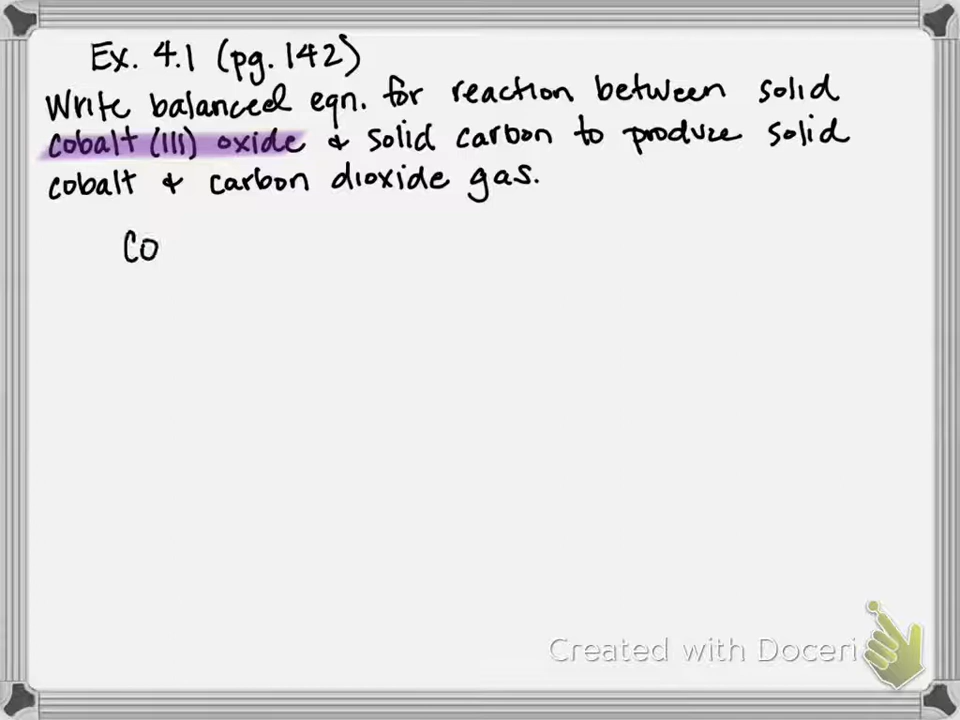 Ex. 4.1 (pg. 142)
Write balanced eqn. for reaction between solid
cobalt (III) oxide & solid carbon to produce solid
cobalt & carbon dioxide gas.
CO
Created with Doceri